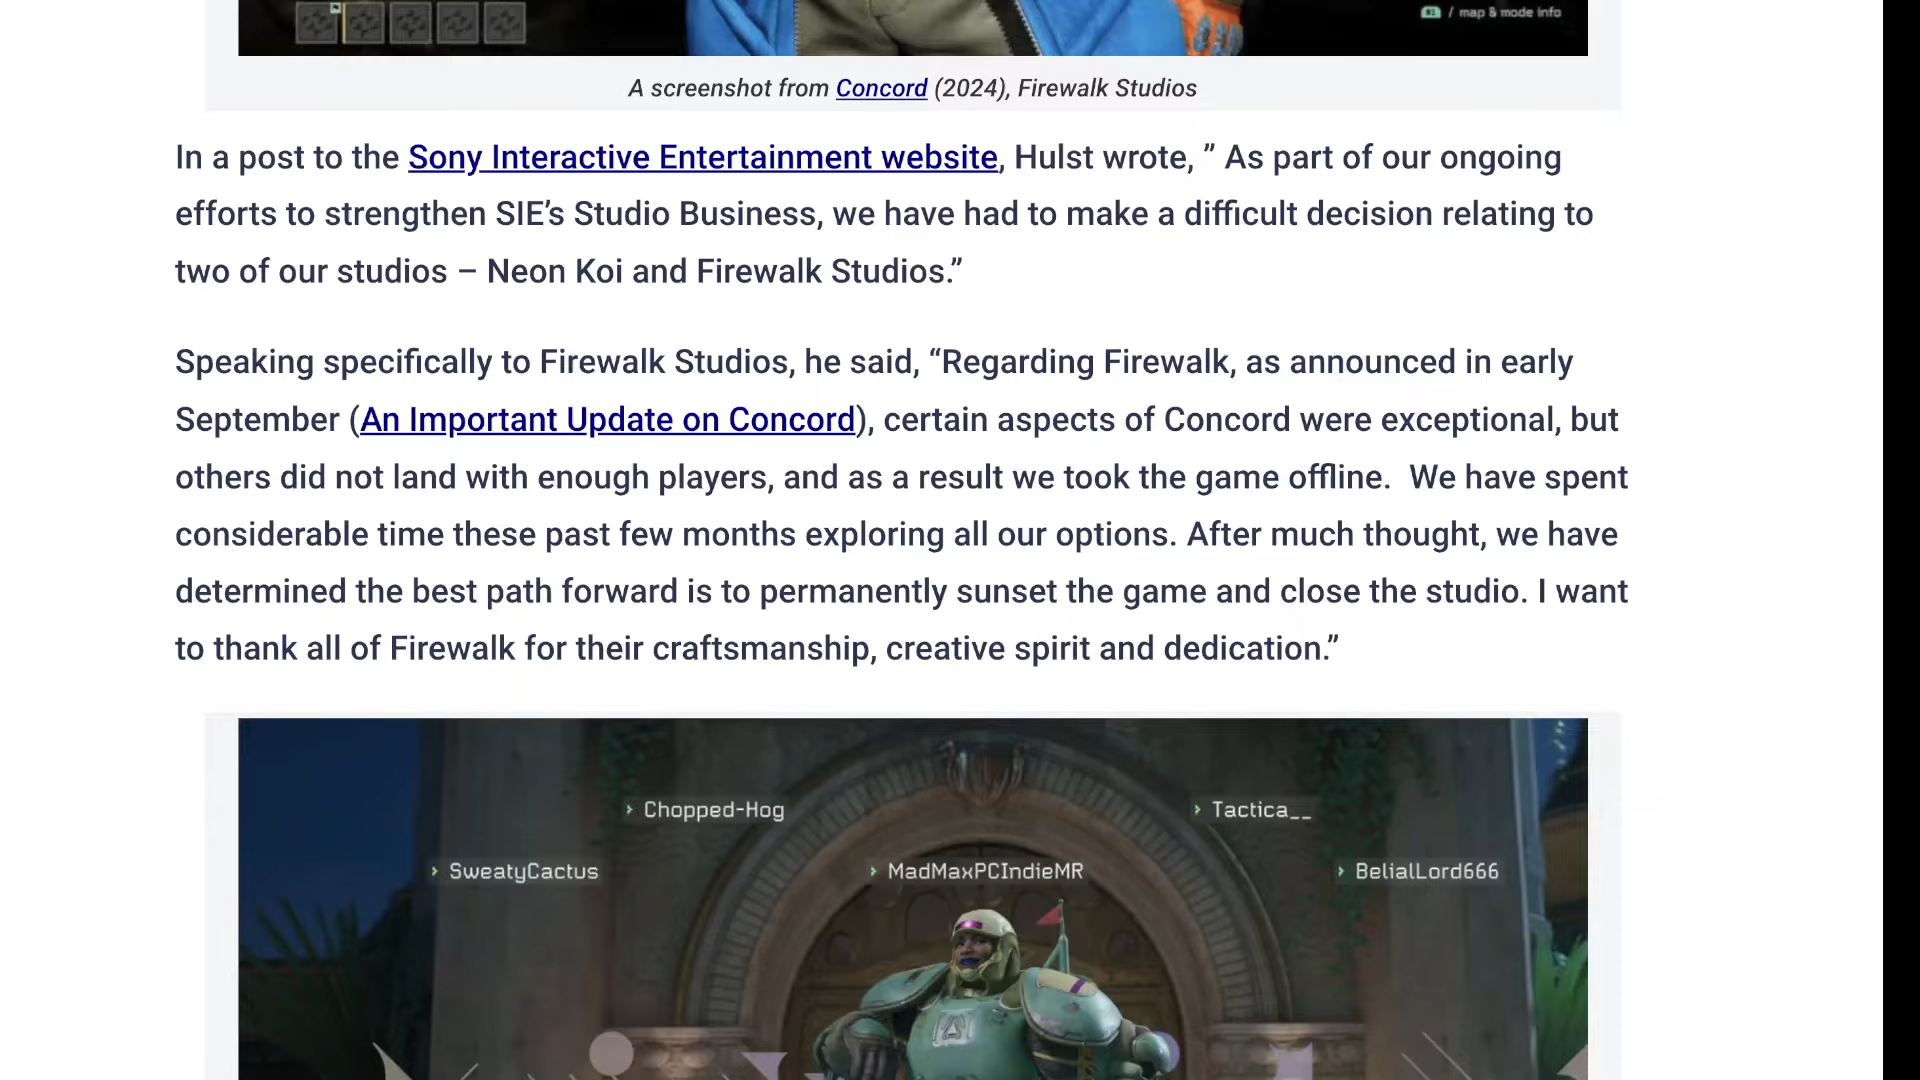 / map & mode info
A screenshot from Concord (2024), Firewalk Studios
In a post to the Sony Interactive Entertainment website, Hulst wrote, ” As part of our ongoing
efforts to strengthen SIE’s Studio Business, we have had to make a difficult decision relating to
two of our studios – Neon Koi and Firewalk Studios.”
Speaking specifically to Firewalk Studios, he said, “Regarding Firewalk, as announced in early
September (An Important Update on Concord), certain aspects of Concord were exceptional, but
others did not land with enough players, and as a result we took the game offline.  We have spent
considerable time these past few months exploring all our options. After much thought, we have
determined the best path forward is to permanently sunset the game and close the studio. I want
to thank all of Firewalk for their craftsmanship, creative spirit and dedication.”
Chopped-Hog
Tactica__
SweatyCactus
MadMaxPCIndieMR
BelialLord666